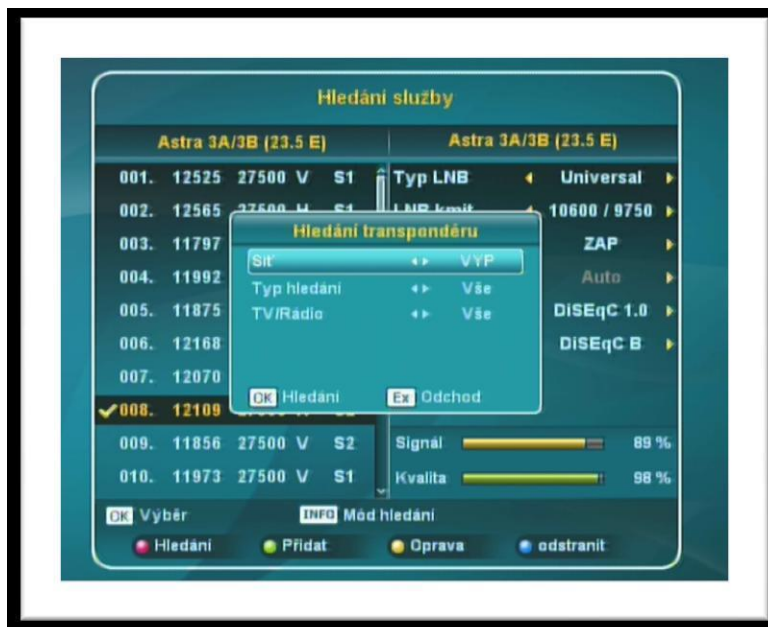 Hledání služby
Astra 3A/3B (23.5 E) Astra 3A/3B (23.5 E)
001. 12525 27500 V S1 Typ LNB Universal
002. 12565 27500 H S1 LNB kmit 10600 / 9750
003. 11797 ZAP
004. 11992 Auto
005. 11875 DiSEqC 1.0
006. 12168 DiSEqC B
007. 12070
008. 12109
009. 11856 27500 V S2 Signál 89 %
010. 11973 27500 V S1 Kvalita 98 %
Hledání transpondéru
Síť VYP
Typ hledání Vše
TV/Rádio Vše
OK Hledání Ex Odchod
OK Výběr INFO Mód hledání
Hledání Přidat Oprava odstranit